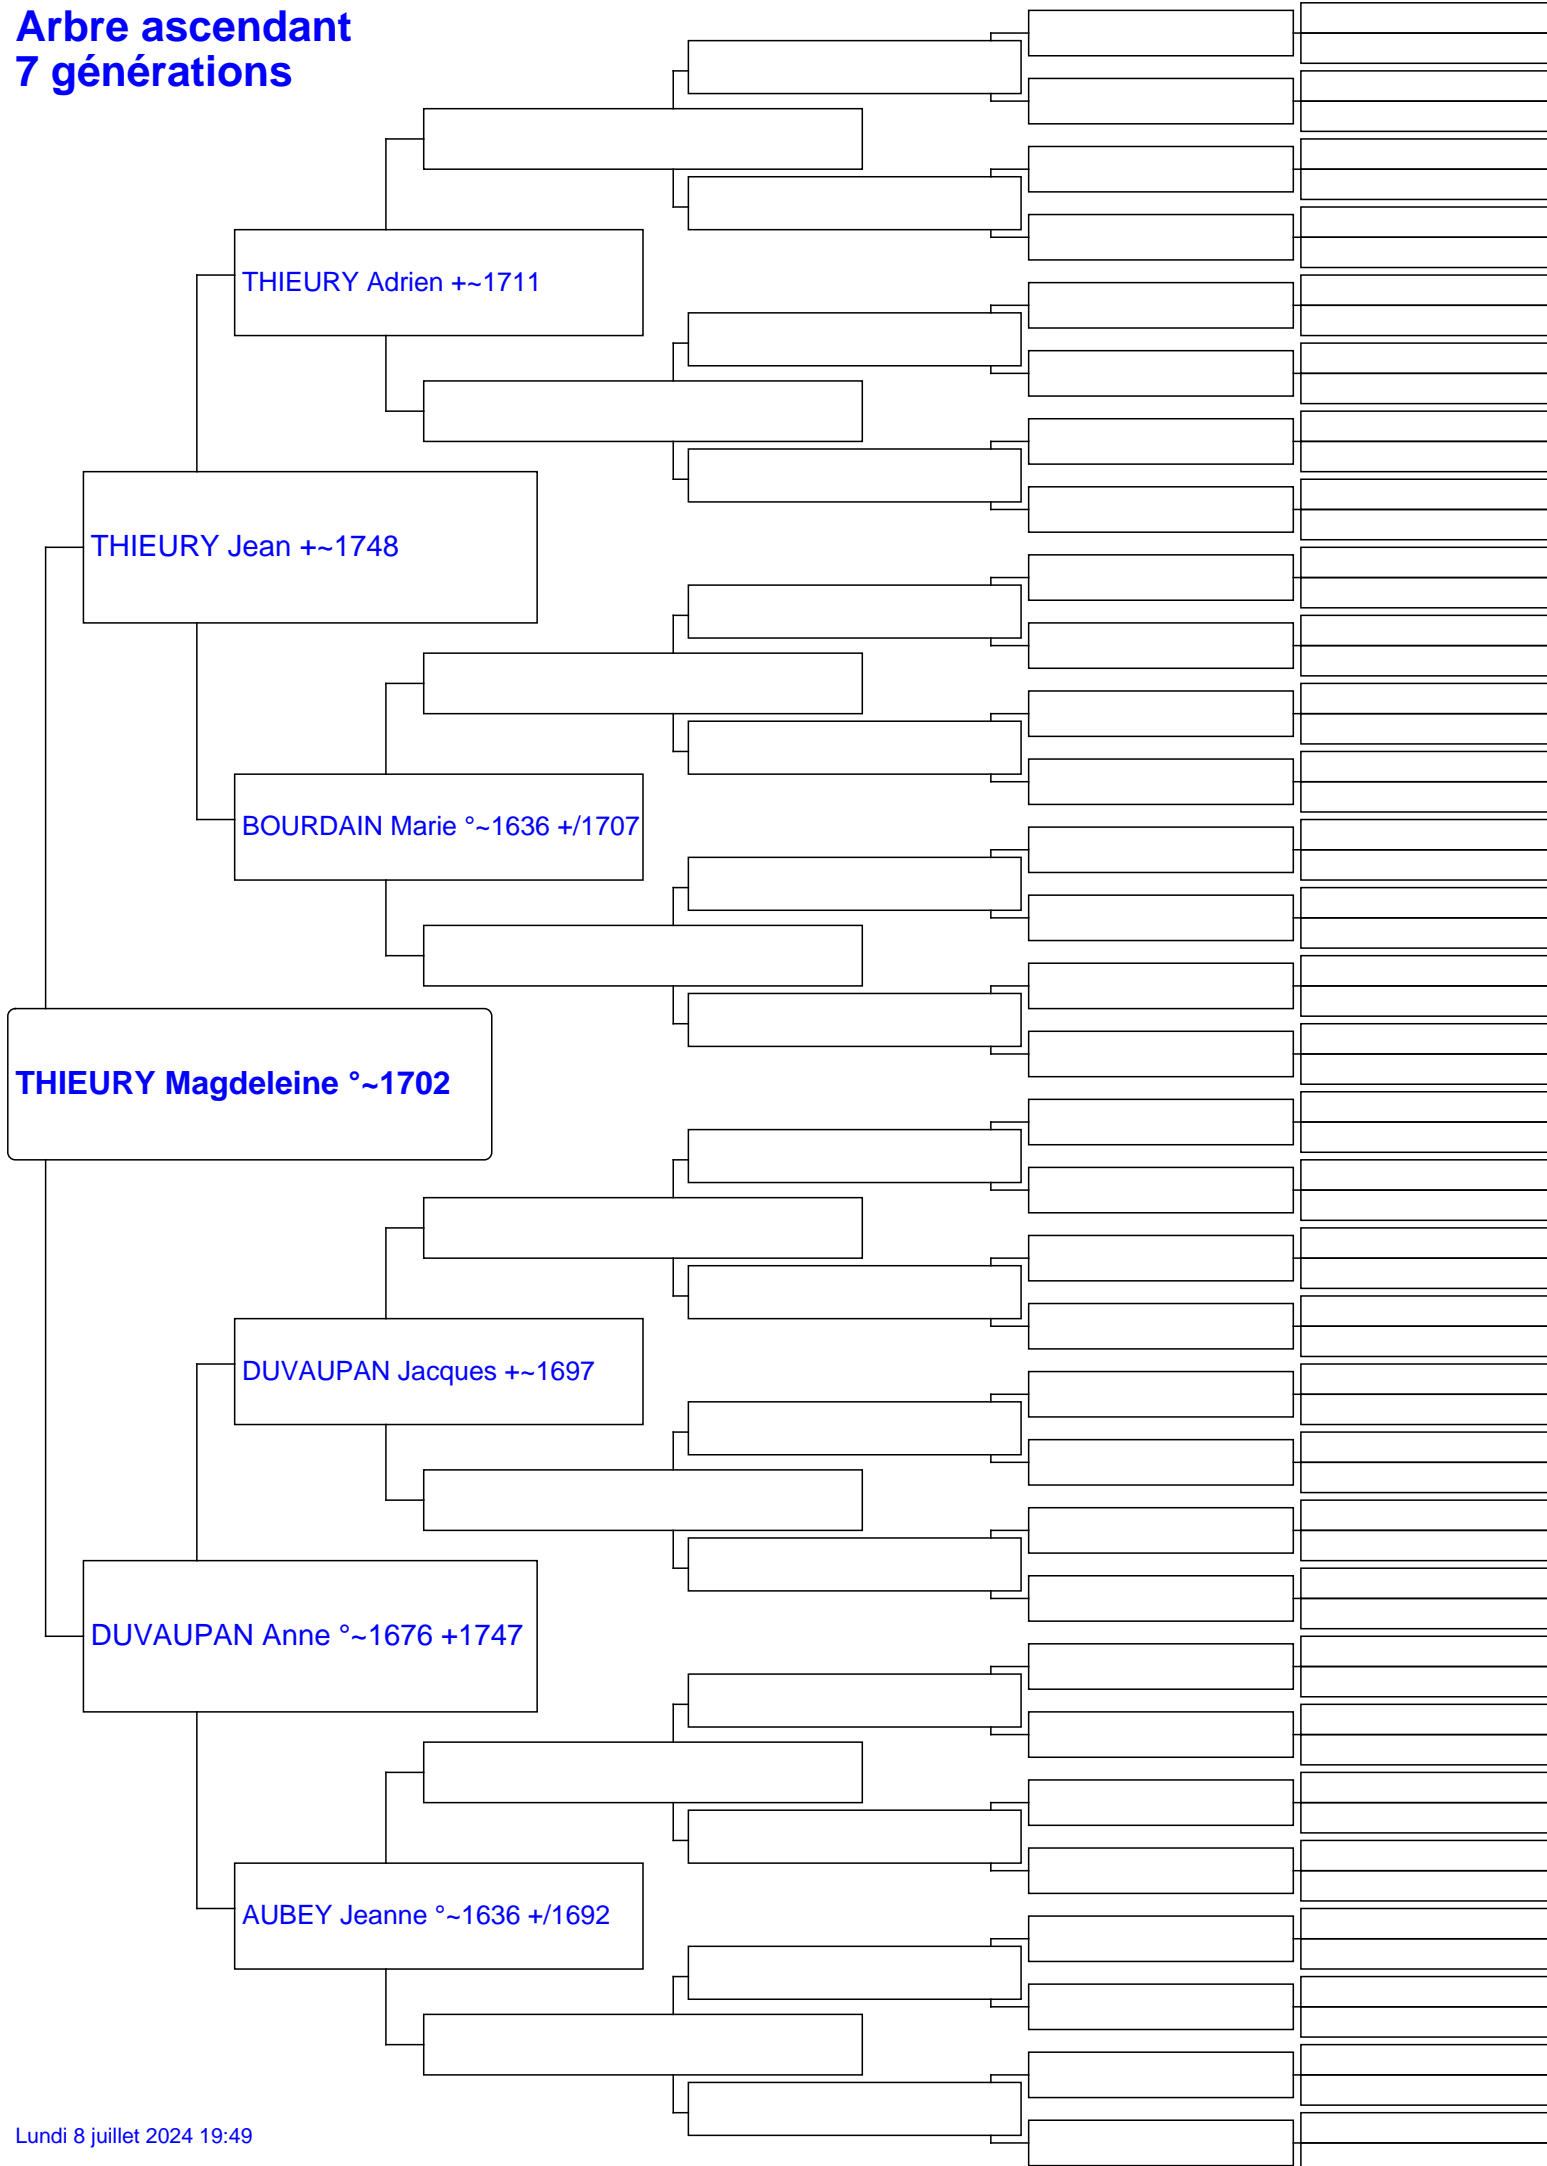 Arbre ascendant
7 générations
THIEURY Adrien +~1711
THIEURY Jean +~1748
BOURDAIN Marie °~1636 +/1707
THIEURY Magdeleine °~1702
DUVAUPAN Jacques +~1697
DUVAUPAN Anne °~1676 +1747
AUBEY Jeanne °~1636 +/1692
Lundi 8 juillet 2024 19:49